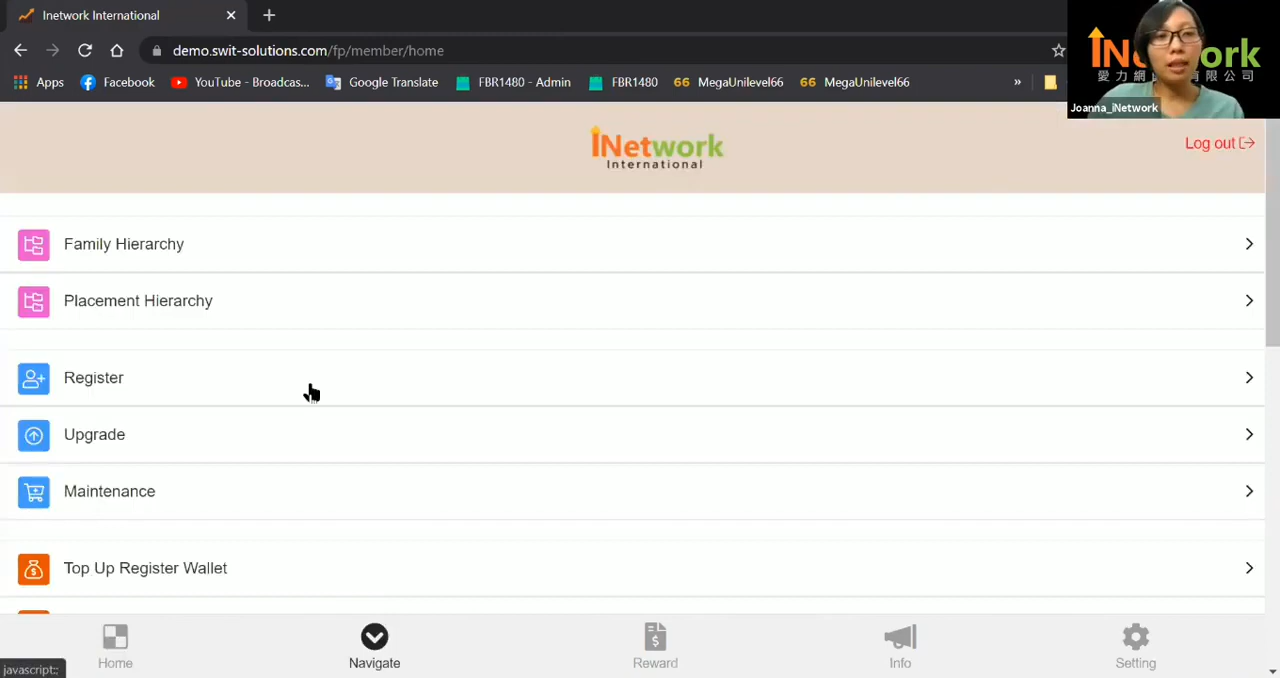 Inetwork International
demo.swit-solutions.com/fp/member/home
Apps Facebook YouTube - Broadcas... Google Translate FBR1480 - Admin FBR1480 MegaUnilevel66 MegaUnilevel66 »
Joanna_iNetwork
iNetwork
International
Log out
Family Hierarchy
Placement Hierarchy
Register
Upgrade
Maintenance
Top Up Register Wallet
Home Navigate Reward Info Setting
javascript:;